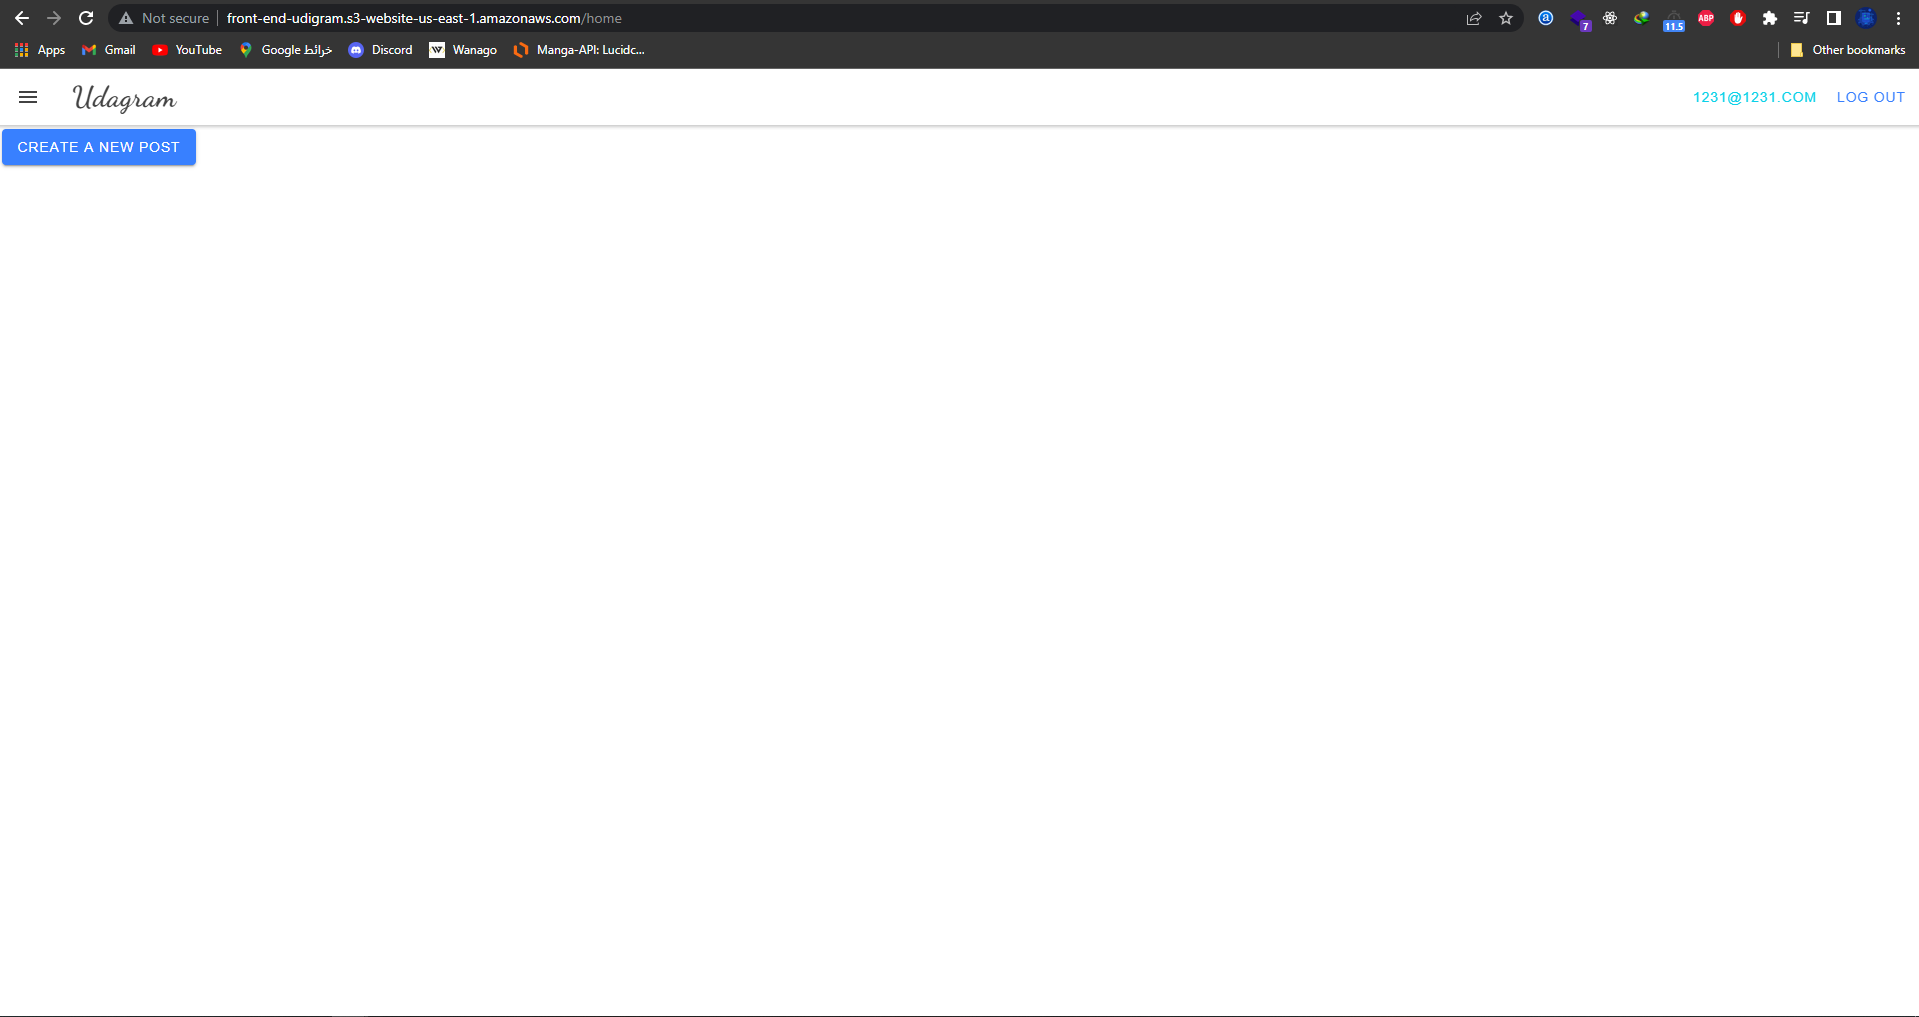 Not secure front-end-udigram.s3-website-us-east-1.amazonaws.com/home 7 11.5 ABP
Apps Gmail YouTube خرائط Google Discord Wanago Manga-API: Lucidc... Other bookmarks
Udagram 1231@1231.COM LOG OUT
CREATE A NEW POST